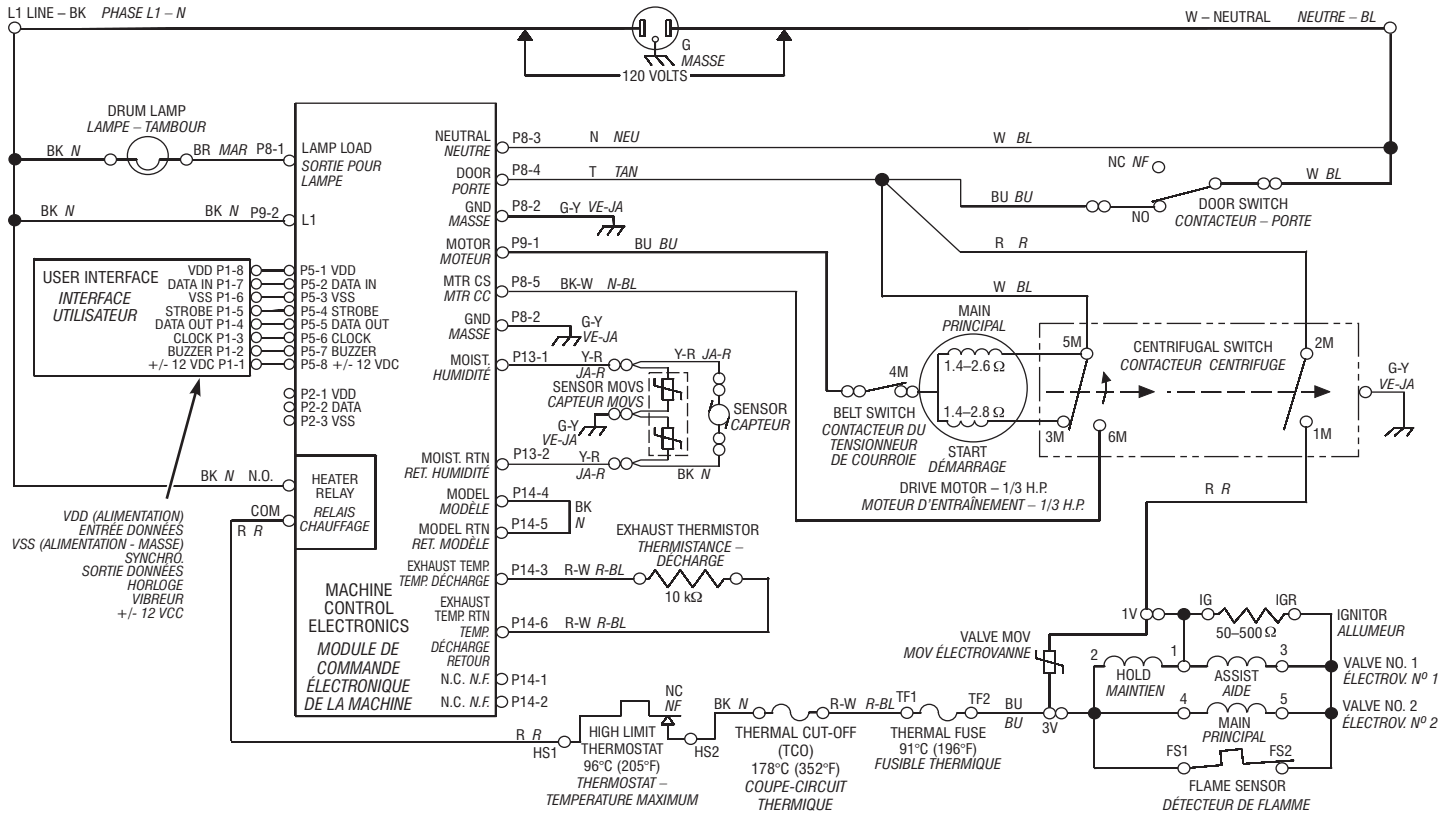 L1 LINE – BK PHASE L1 – N
W – NEUTRAL NEUTRE – BL
G
MASSE
120 VOLTS
DRUM LAMP
LAMPE – TAMBOUR
BK N
BR MAR P8-1
LAMP LOAD
SORTIE POUR
LAMPE
BK N
BK N P9-2
L1
NEUTRAL
NEUTRE
P8-3
N NEU
W BL
DOOR
PORTE
P8-4
T TAN
GND
MASSE
P8-2
G-Y VE-JA
MOTOR
MOTEUR
P9-1
BU BU
MTR CS
MTR CC
P8-5
BK-W N-BL
GND
MASSE
P8-2
G-Y
VE-JA
MOIST.
HUMIDITÉ
P13-1
Y-R
JA-R
Y-R JA-R
SENSOR MOVS
CAPTEUR MOVS
G-Y
VE-JA
SENSOR
CAPTEUR
MOIST. RTN
RET. HUMIDITÉ
P13-2
Y-R
JA-R
BK N
MODEL
MODÈLE
P14-4
BK
N
MODEL RTN
RET. MODÈLE
P14-5
EXHAUST TEMP.
TEMP. DÉCHARGE
P14-3
R-W R-BL
EXHAUST THERMISTOR
THERMISTANCE –
DÉCHARGE
10 kΩ
EXHAUST
TEMP. RTN
TEMP.
DÉCHARGE
RETOUR
P14-6
R-W R-BL
N.C. N.F.
P14-1
N.C. N.F.
P14-2
NC NF
BU BU
NO
W BL
DOOR SWITCH
CONTACTEUR – PORTE
R R
W BL
USER INTERFACE
INTERFACE
UTILISATEUR
VDD P1-8
DATA IN P1-7
VSS P1-6
STROBE P1-5
DATA OUT P1-4
CLOCK P1-3
BUZZER P1-2
+/- 12 VDC P1-1
P5-1 VDD
P5-2 DATA IN
P5-3 VSS
P5-4 STROBE
P5-5 DATA OUT
P5-6 CLOCK
P5-7 BUZZER
P5-8 +/- 12 VDC
P2-1 VDD
P2-2 DATA
P2-3 VSS
BK N N.O.
HEATER
RELAY
RELAIS
CHAUFFAGE
COM
R R
VDD (ALIMENTATION)
ENTRÉE DONNÉES
VSS (ALIMENTATION - MASSE)
SYNCHRO.
SORTIE DONNÉES
HORLOGE
VIBREUR
+/- 12 VCC
MACHINE
CONTROL
ELECTRONICS
MODULE DE
COMMANDE
ÉLECTRONIQUE
DE LA MACHINE
MAIN
PRINCIPAL
1.4–2.6 Ω
1.4–2.8 Ω
START
DÉMARRAGE
4M
BELT SWITCH
CONTACTEUR DU
TENSIONNEUR
DE COURROIE
DRIVE MOTOR – 1/3 H.P.
MOTEUR D'ENTRAÎNEMENT – 1/3 H.P.
5M
3M
6M
CENTRIFUGAL SWITCH
CONTACTEUR CENTRIFUGE
2M
1M
G-Y
VE-JA
R R
R R
HS1
NC
NF
HIGH LIMIT
THERMOSTAT
96°C (205°F)
THERMOSTAT –
TEMPERATURE MAXIMUM
HS2
BK N
THERMAL CUT-OFF
(TCO)
178°C (352°F)
COUPE-CIRCUIT
THERMIQUE
R-W R-BL
TF1
TF2
THERMAL FUSE
91°C (196°F)
FUSIBLE THERMIQUE
BU
BU
3V
VALVE MOV
MOV ÉLECTROVANNE
1V
IG
IGR
50–500 Ω
IGNITOR
ALLUMEUR
2
1
3
HOLD
MAINTIEN
ASSIST
AIDE
VALVE NO. 1
ÉLECTROV. Nº 1
4
5
MAIN
PRINCIPAL
VALVE NO. 2
ÉLECTROV. Nº 2
FS1
FS2
FLAME SENSOR
DÉTECTEUR DE FLAMME